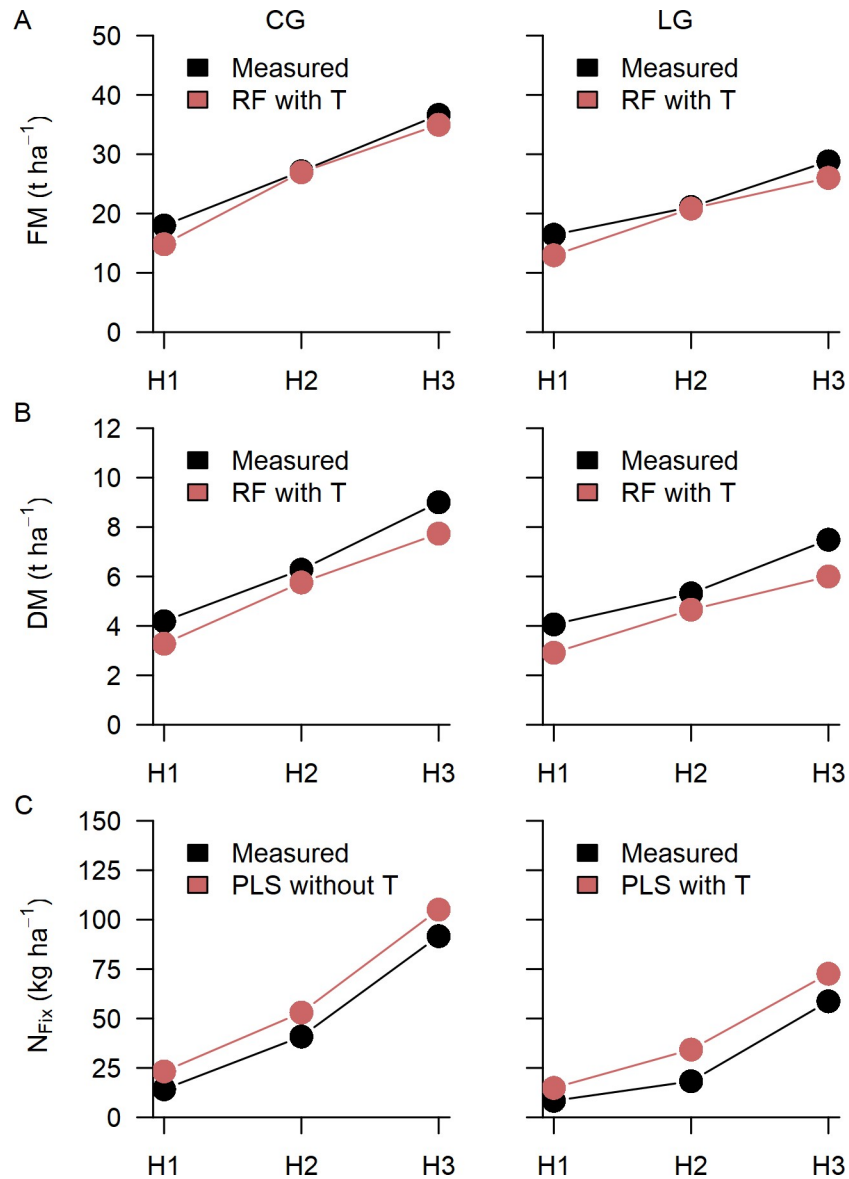 A CG LG
50
40
30
20
10
0
FM (t ha⁻¹)
Measured
RF with T
H1 H2 H3
Measured
RF with T
H1 H2 H3
B
12
10
8
6
4
2
0
DM (t ha⁻¹)
Measured
RF with T
H1 H2 H3
Measured
RF with T
H1 H2 H3
C
150
125
100
75
50
25
0
N_Fix (kg ha⁻¹)
Measured
PLS without T
H1 H2 H3
Measured
PLS with T
H1 H2 H3